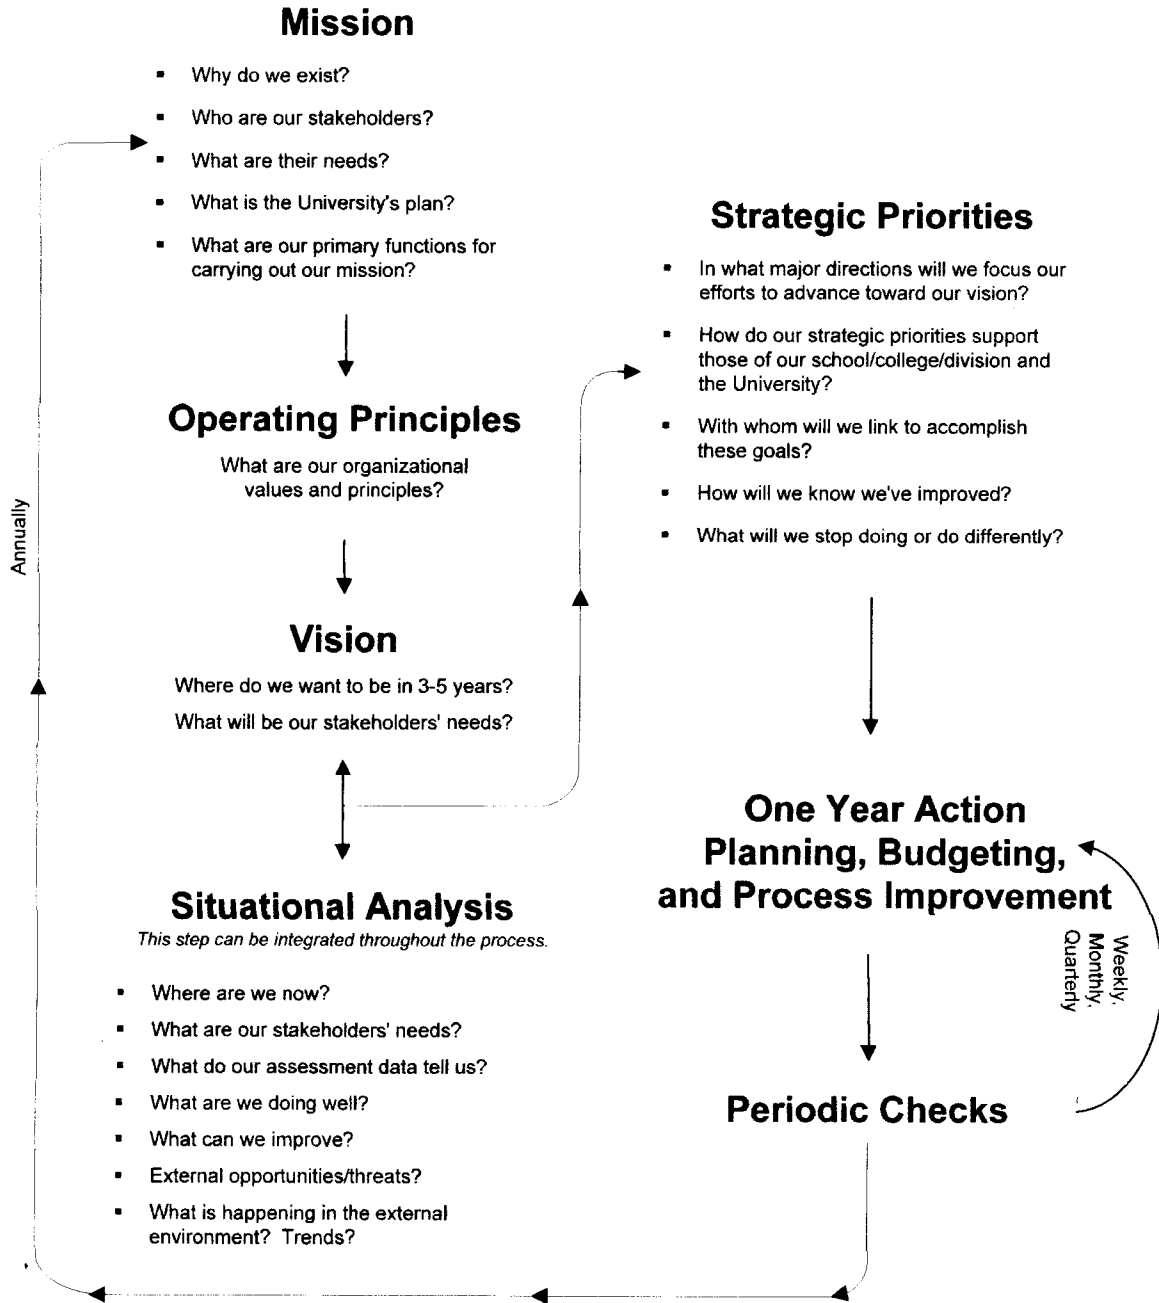 Mission
▪ Why do we exist?
▪ Who are our stakeholders?
▪ What are their needs?
▪ What is the University's plan?
▪ What are our primary functions for
carrying out our mission?
Operating Principles
What are our organizational
values and principles?
Annually
Vision
Where do we want to be in 3-5 years?
What will be our stakeholders' needs?
Situational Analysis
This step can be integrated throughout the process.
▪ Where are we now?
▪ What are our stakeholders' needs?
▪ What do our assessment data tell us?
▪ What are we doing well?
▪ What can we improve?
▪ External opportunities/threats?
▪ What is happening in the external
environment?  Trends?
Strategic Priorities
▪ In what major directions will we focus our
efforts to advance toward our vision?
▪ How do our strategic priorities support
those of our school/college/division and
the University?
▪ With whom will we link to accomplish
these goals?
▪ How will we know we've improved?
▪ What will we stop doing or do differently?
One Year Action
Planning, Budgeting,
and Process Improvement
Weekly,
Monthly,
Quarterly
Periodic Checks